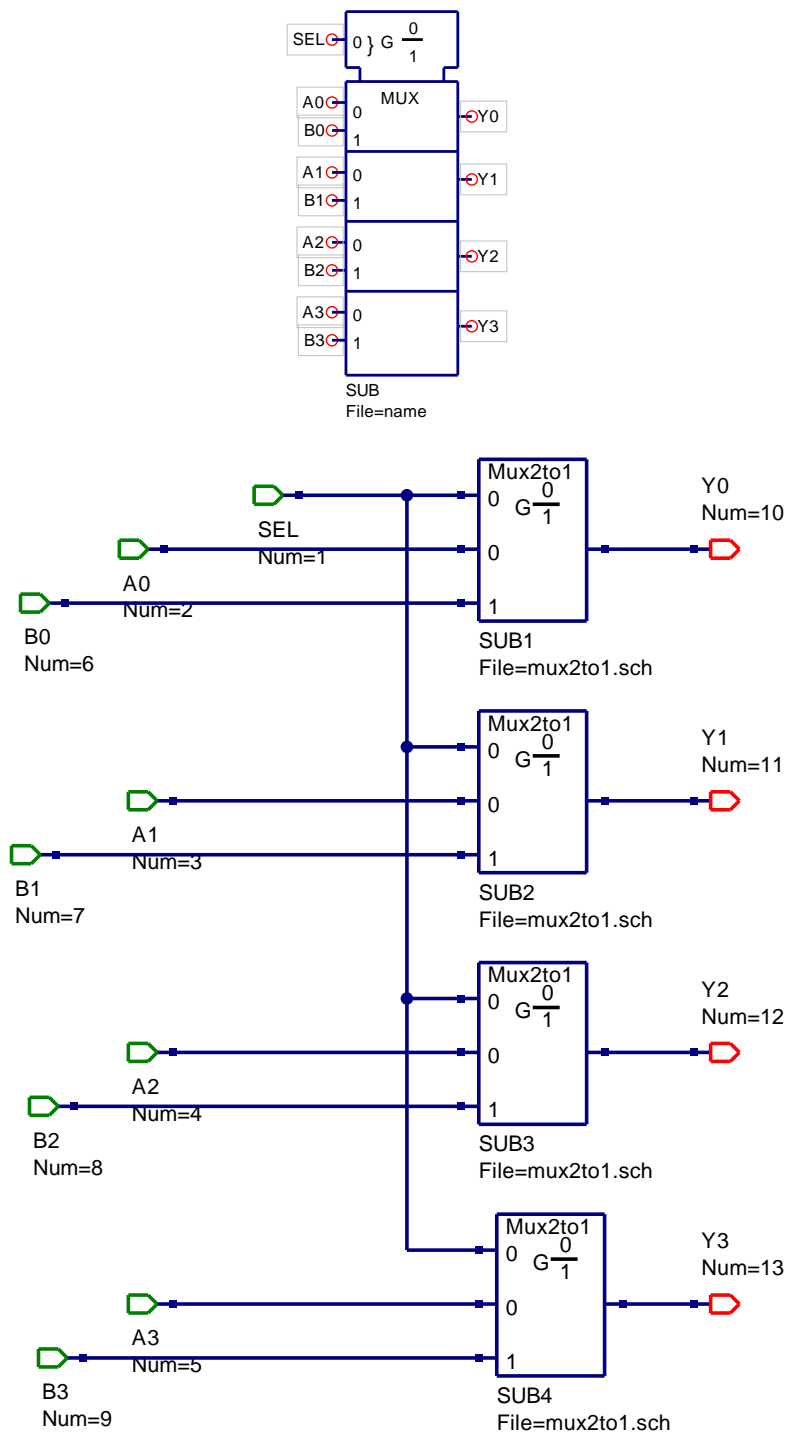 SEL
0 } G 0
1
MUX
A0
0
Y0
B0
1
A1
0
Y1
B1
1
A2
0
Y2
B2
1
A3
0
Y3
B3
1
SUB
File=name
Mux2to1
0
G 0
1
SEL
Num=1
0
A0
Num=2
1
B0
Num=6
SUB1
File=mux2to1.sch
Y0
Num=10
Mux2to1
0
G 0
1
0
A1
Num=3
1
B1
Num=7
SUB2
File=mux2to1.sch
Y1
Num=11
Mux2to1
0
G 0
1
0
A2
Num=4
1
B2
Num=8
SUB3
File=mux2to1.sch
Y2
Num=12
Mux2to1
0
G 0
1
0
A3
Num=5
1
B3
Num=9
SUB4
File=mux2to1.sch
Y3
Num=13